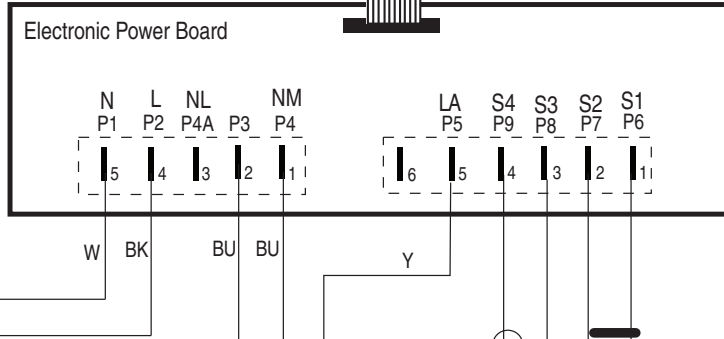 Electronic Power Board
N L NL NM LA S4 S3 S2 S1
P1 P2 P4A P3 P4 P5 P9 P8 P7 P6
5 4 3 2 1 6 5 4 3 2 1
W BK BU BU Y